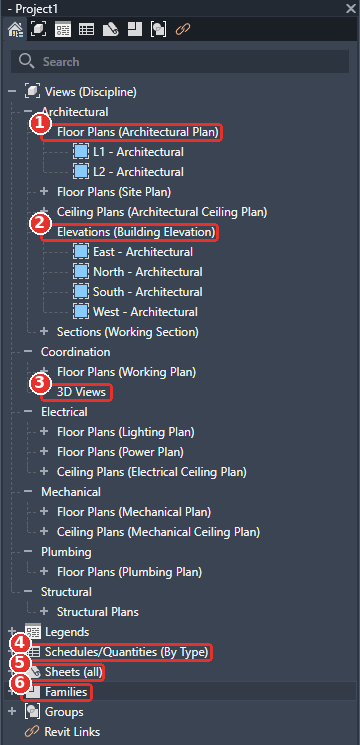 - Project1
Search
Views (Discipline)
Architectural
1
Floor Plans (Architectural Plan)
L1 - Architectural
L2 - Architectural
Floor Plans (Site Plan)
Ceiling Plans (Architectural Ceiling Plan)
2
Elevations (Building Elevation)
East - Architectural
North - Architectural
South - Architectural
West - Architectural
Sections (Working Section)
Coordination
Floor Plans (Working Plan)
3
3D Views
Electrical
Floor Plans (Lighting Plan)
Floor Plans (Power Plan)
Ceiling Plans (Electrical Ceiling Plan)
Mechanical
Floor Plans (Mechanical Plan)
Ceiling Plans (Mechanical Ceiling Plan)
Plumbing
Floor Plans (Plumbing Plan)
Structural
Structural Plans
Legends
4
Schedules/Quantities (By Type)
5
Sheets (all)
6
Families
Groups
Revit Links